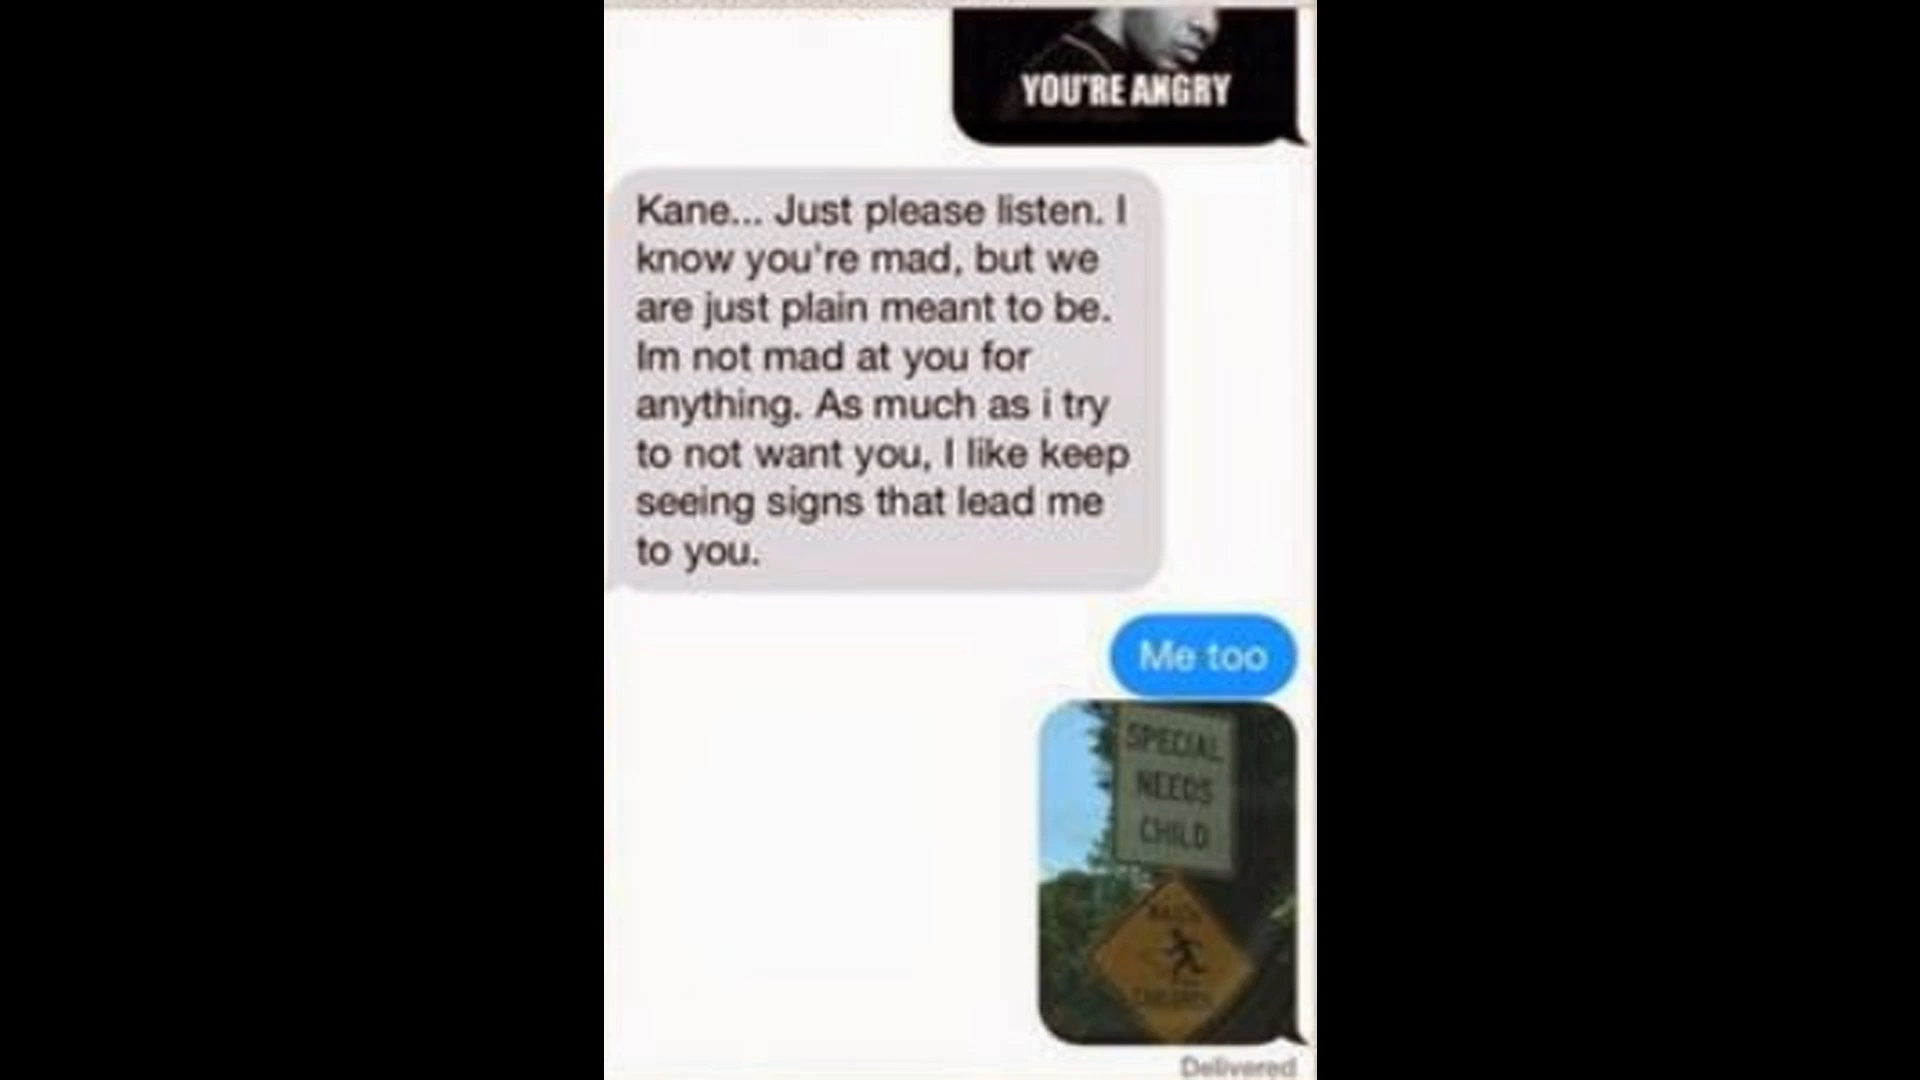 YOU'RE ANGRY
Kane... Just please listen. I
know you're mad, but we
are just plain meant to be.
Im not mad at you for
anything. As much as i try
to not want you, I like keep
seeing signs that lead me
to you.
Me too
SPECIAL
NEEDS
CHILD
WATCH
CHILDREN
Delivered